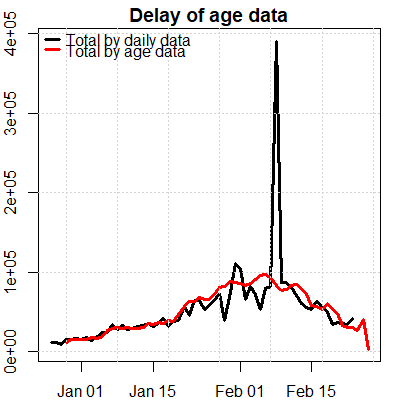 Delay of age data
Total by daily data
Total by age data
4e+05
3e+05
2e+05
1e+05
0e+00
Jan 01 Jan 15 Feb 01 Feb 15